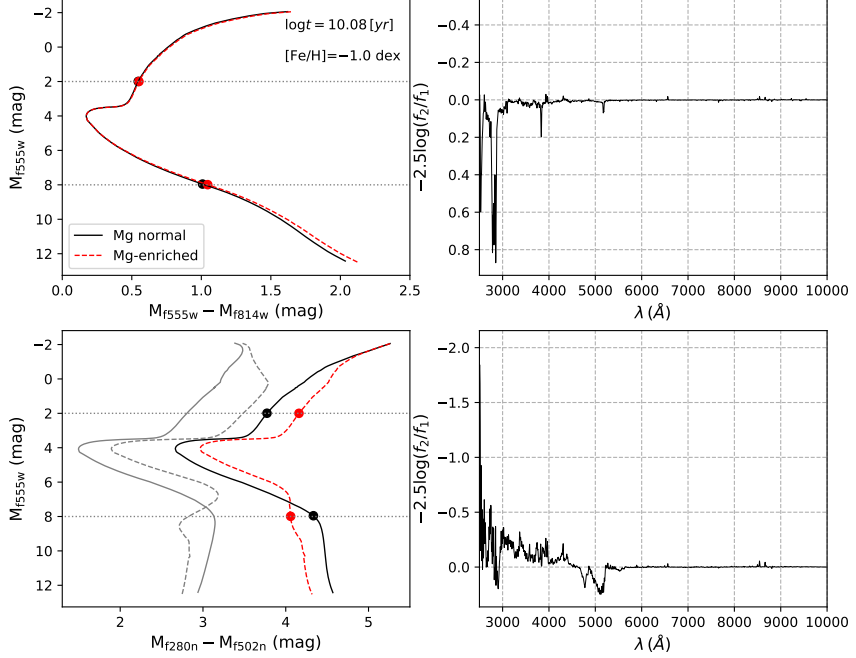 −2
0
2
4
6
8
10
12
M_f555w (mag)
logt = 10.08 [yr]
[Fe/H]=−1.0 dex
Mg normal
Mg-enriched
0.0 0.5 1.0 1.5 2.0 2.5
M_f555w − M_f814w (mag)
−0.4
−0.2
0.0
0.2
0.4
0.6
0.8
−2.5log(f_2/f_1)
3000 4000 5000 6000 7000 8000 9000 10000
λ (Å)
−2
0
2
4
6
8
10
12
M_f555w (mag)
2 3 4 5
M_f280n − M_f502n (mag)
−2.0
−1.5
−1.0
−0.5
0.0
−2.5log(f_2/f_1)
3000 4000 5000 6000 7000 8000 9000 10000
λ (Å)